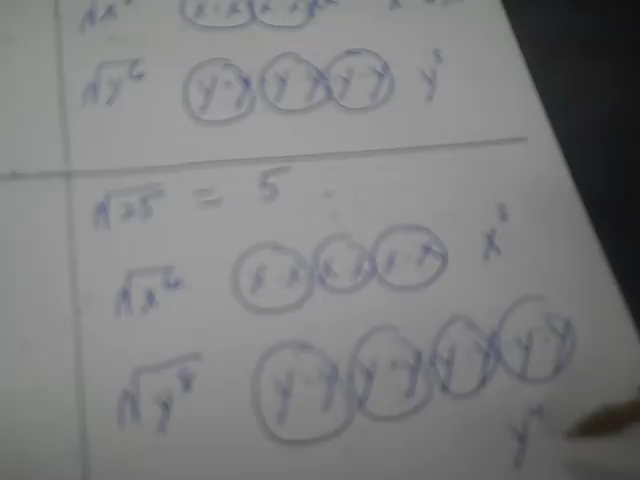 √y⁶ y·y y·y y·y y³
√25 = 5
√x⁶ x·x x·x x·x x³
√y⁸ y·y y·y y·y y·y
y⁴